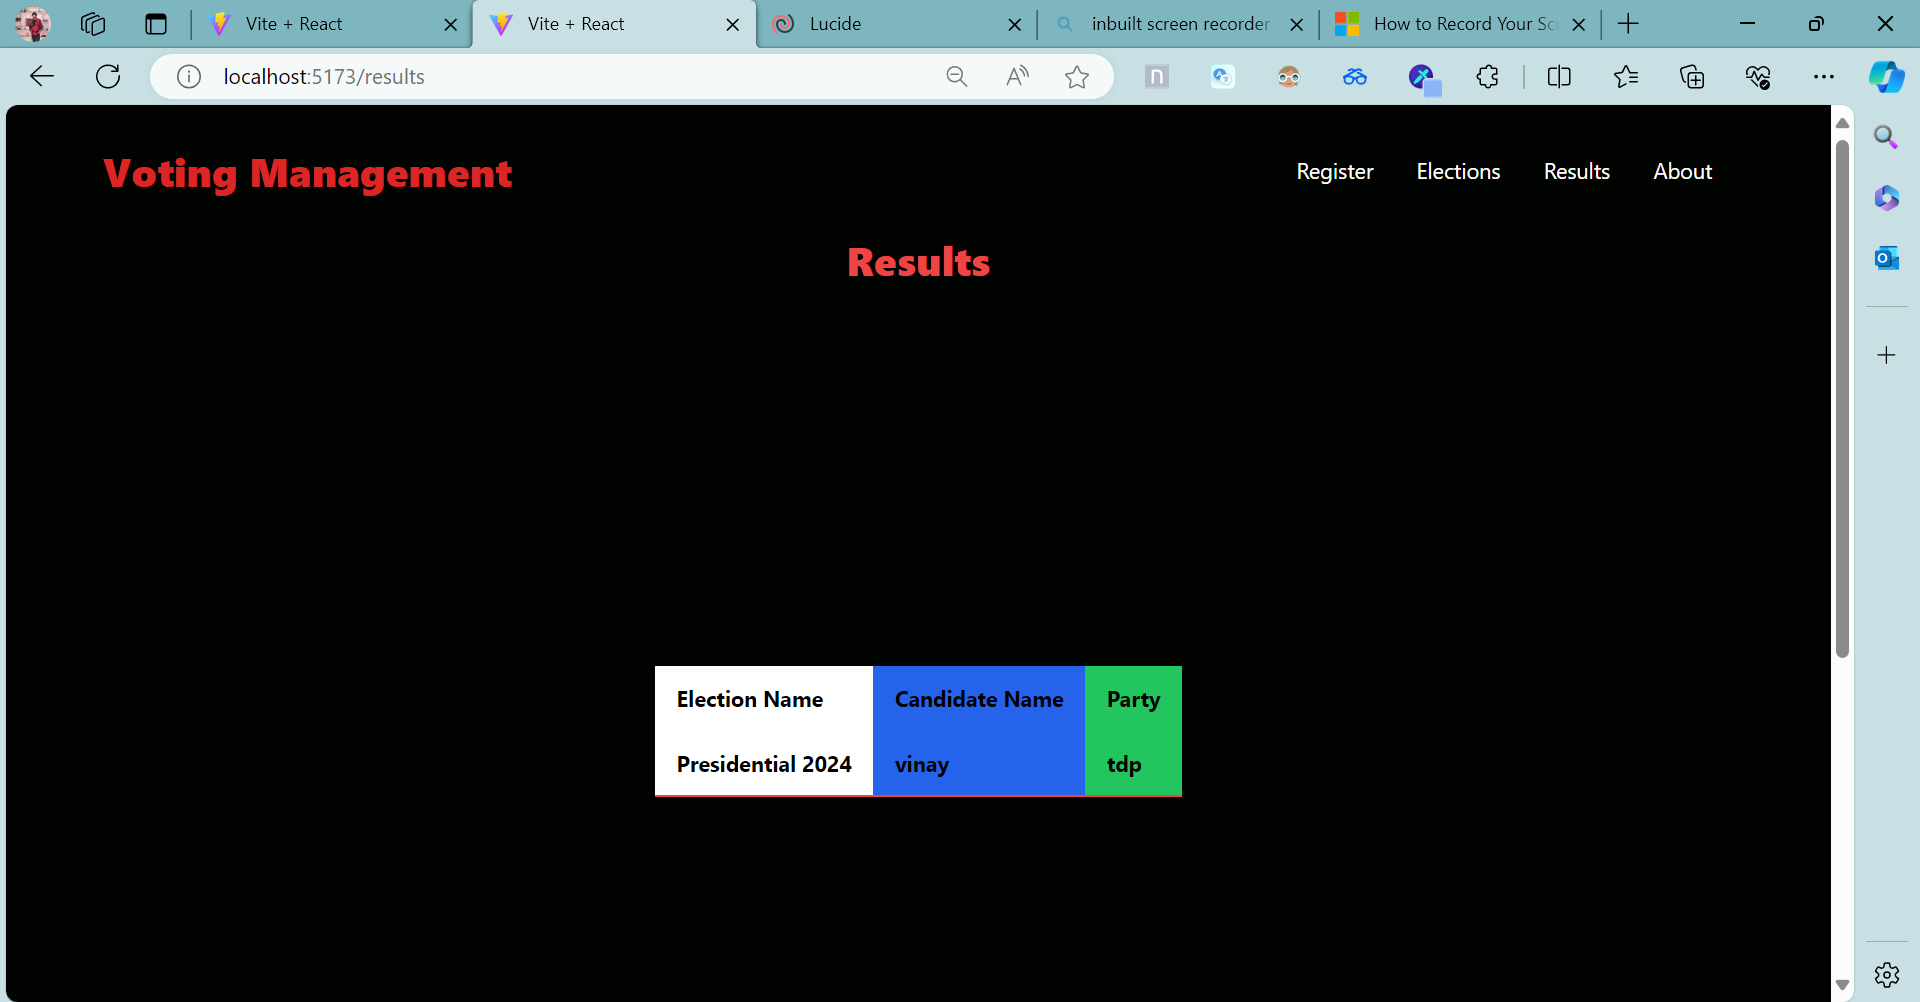 Vite + React
Vite + React
Lucide
inbuilt screen recorder
How to Record Your Sc
localhost:5173/results
Voting Management
Register Elections Results About
Results
Election Name Candidate Name Party
Presidential 2024 vinay tdp